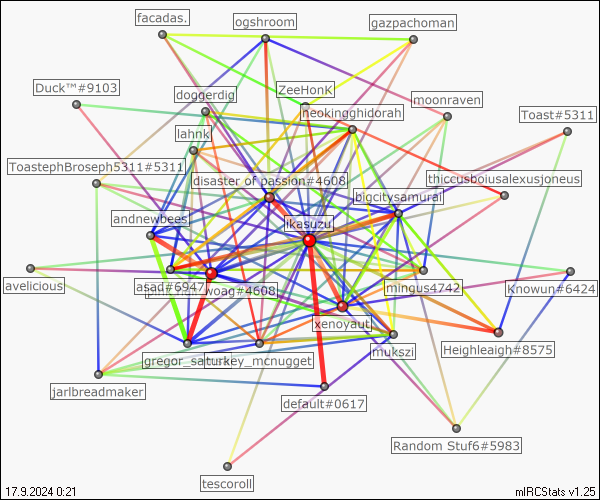 facadas.
ogshroom
gazpachoman
Duck™#9103
ZeeHonK
doggerdig
moonraven
neokingghidorah
Toast#5311
lahnk
ToastephBroseph5311#5311
disaster of passion#4608
thiccusbousalexusjoneus
bigcitysamurai
andnewbees
ikasuzu
avelicious
asad#6947
woag#4608
mingus4742
Knowun#6424
xenoyaut
gregor_sa
turkey_mcnugget
mukszi
Heighleigh#8575
jarlbreadmaker
default#0617
Random Stuf6#5983
tescoroll
17.9.2024 0:21
mIRCStats v1.25